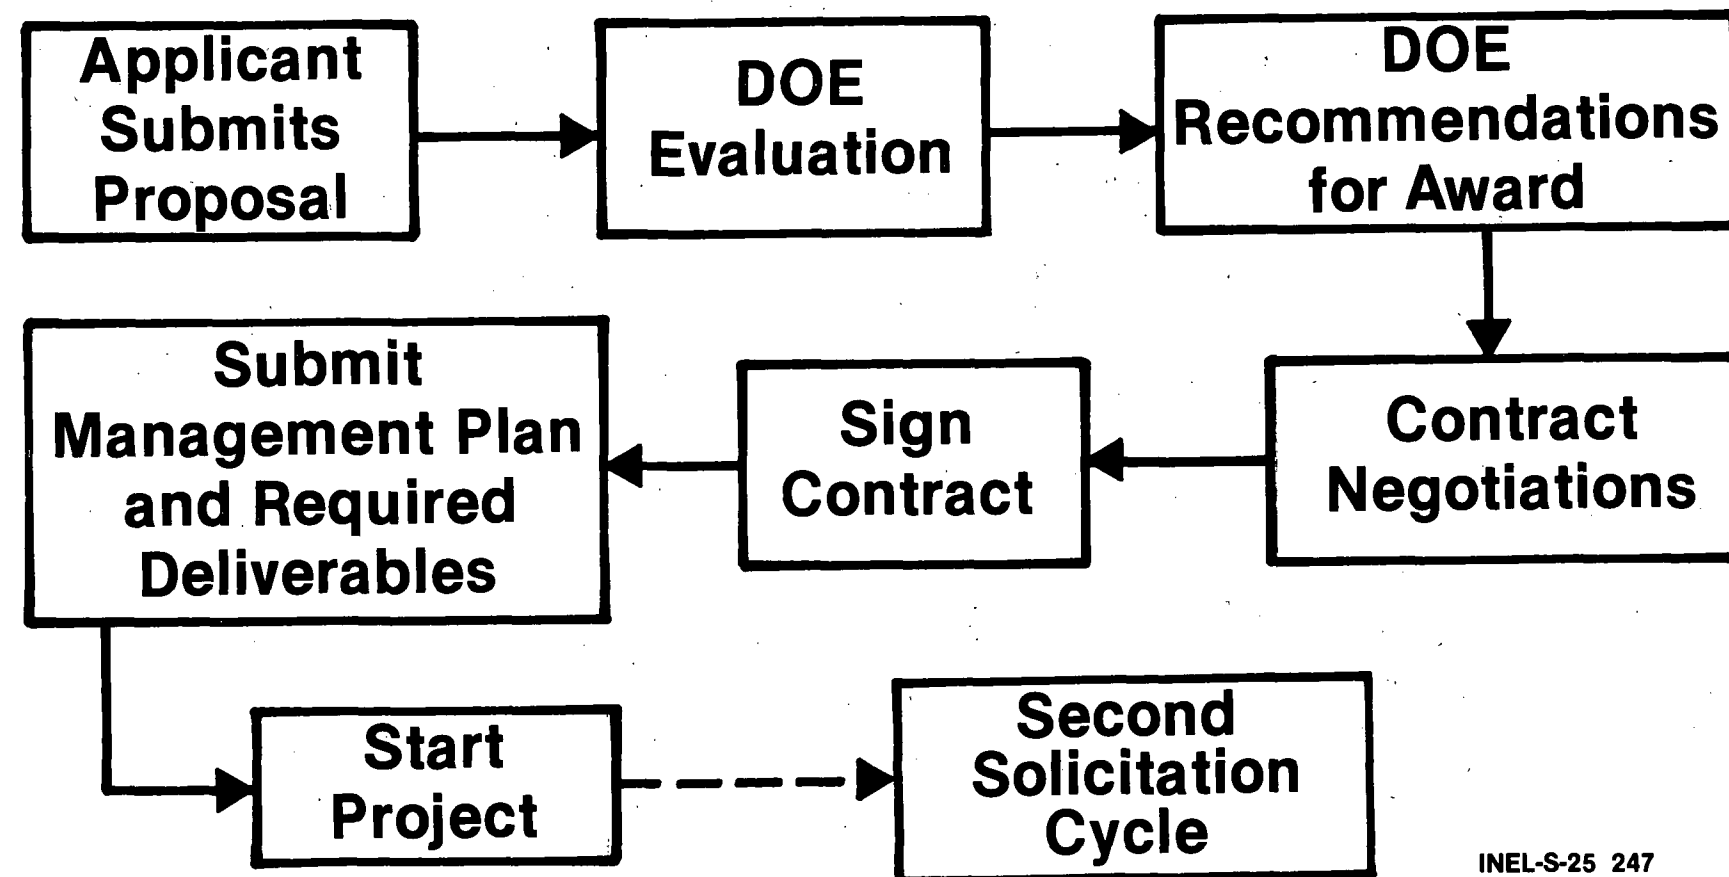 Applicant
Submits
Proposal
DOE
Evaluation
DOE
Recommendations
for Award
Submit
Management Plan
and Required
Deliverables
Sign
Contract
Contract
Negotiations
Start
Project
Second
Solicitation
Cycle
INEL-S-25 247